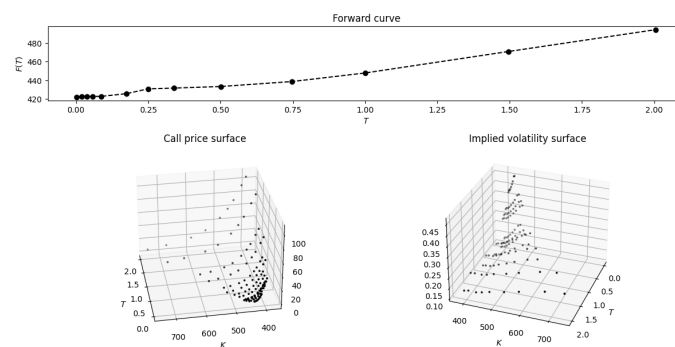 Forward curve
480
460
440
420
F(T)
0.00 0.25 0.50 0.75 1.00 1.25 1.50 1.75 2.00
T
Call price surface
Implied volatility surface
100
80
60
40
20
0
2.0
1.5
1.0
0.5
0.0
T
700 600 500 400
K
0.45
0.40
0.35
0.30
0.25
0.20
0.15
0.10
400 500 600 700
K
0.0
0.5
1.0
1.5
2.0
T